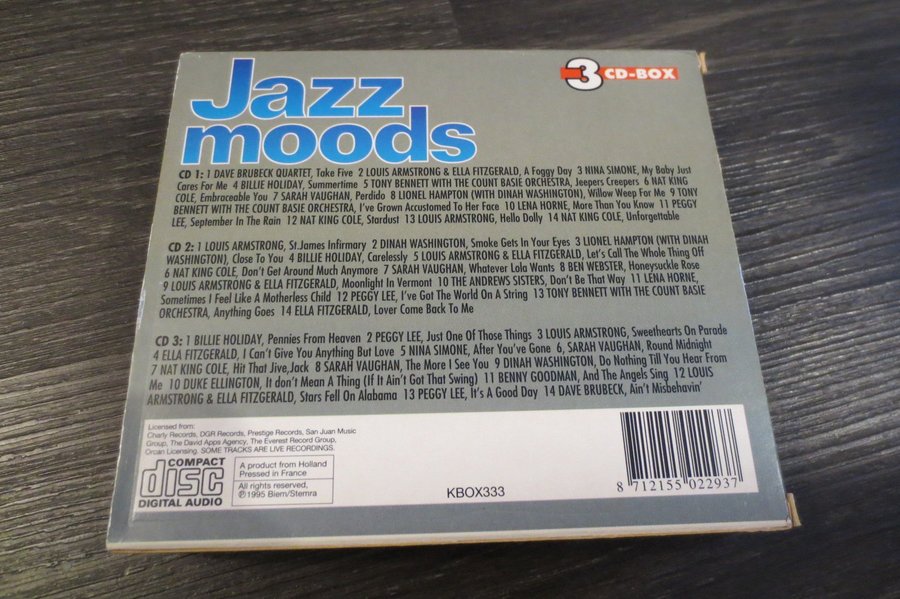 Jazz
moods
3 CD-BOX
CD 1: 1 DAVE BRUBECK QUARTET, Take Five 2 LOUIS ARMSTRONG & ELLA FITZGERALD, A Foggy Day 3 NINA SIMONE, My Baby Just
Cares For Me 4 BILLIE HOLIDAY, Summertime 5 TONY BENNETT WITH THE COUNT BASIE ORCHESTRA, Jeepers Creepers 6 NAT KING
COLE, Embraceable You 7 SARAH VAUGHAN, Perdido 8 LIONEL HAMPTON (WITH DINAH WASHINGTON), Willow Weep For Me 9 TONY
BENNETT WITH THE COUNT BASIE ORCHESTRA, I've Grown Accustomed To Her Face 10 LENA HORNE, More Than You Know 11 PEGGY
LEE, September In The Rain 12 NAT KING COLE, Stardust 13 LOUIS ARMSTRONG, Hello Dolly 14 NAT KING COLE, Unforgettable
CD 2: 1 LOUIS ARMSTRONG, St.James Infirmary 2 DINAH WASHINGTON, Smoke Gets In Your Eyes 3 LIONEL HAMPTON (WITH DINAH
WASHINGTON), Close To You 4 BILLIE HOLIDAY, Carelessly 5 LOUIS ARMSTRONG & ELLA FITZGERALD, Let's Call The Whole Thing Off
6 NAT KING COLE, Don't Get Around Much Anymore 7 SARAH VAUGHAN, Whatever Lola Wants 8 BEN WEBSTER, Honeysuckle Rose
9 LOUIS ARMSTRONG & ELLA FITZGERALD, Moonlight In Vermont 10 THE ANDREWS SISTERS, Don't Be That Way 11 LENA HORNE,
Sometimes I Feel Like A Motherless Child 12 PEGGY LEE, I've Got The World On A String 13 TONY BENNETT WITH THE COUNT BASIE
ORCHESTRA, Anything Goes 14 ELLA FITZGERALD, Lover Come Back To Me
CD 3: 1 BILLIE HOLIDAY, Pennies From Heaven 2 PEGGY LEE, Just One Of Those Things 3 LOUIS ARMSTRONG, Sweethearts On Parade
4 ELLA FITZGERALD, I Can't Give You Anything But Love 5 NINA SIMONE, After You've Gone 6, SARAH VAUGHAN, Round Midnight
7 NAT KING COLE, Hit That Jive,Jack 8 SARAH VAUGHAN, The More I See You 9 DINAH WASHINGTON, Do Nothing Till You Hear From
Me 10 DUKE ELLINGTON, It don't Mean A Thing (If It Ain't Got That Swing) 11 BENNY GOODMAN, And The Angels Sing 12 LOUIS
ARMSTRONG & ELLA FITZGERALD, Stars Fell On Alabama 13 PEGGY LEE, It's A Good Day 14 DAVE BRUBECK, Ain't Misbehavin'
Licensed from:
Charly Records, DGR Records, Prestige Records, San Juan Music
Group, The David Apps Agency, The Everest Record Group,
Orcan Licensing. SOME TRACKS ARE LIVE RECORDINGS.
COMPACT
disc
DIGITAL AUDIO
A product from Holland
Pressed in France
All rights reserved,
℗1995 Biem/Stemra
KBOX333
8 712155 022937